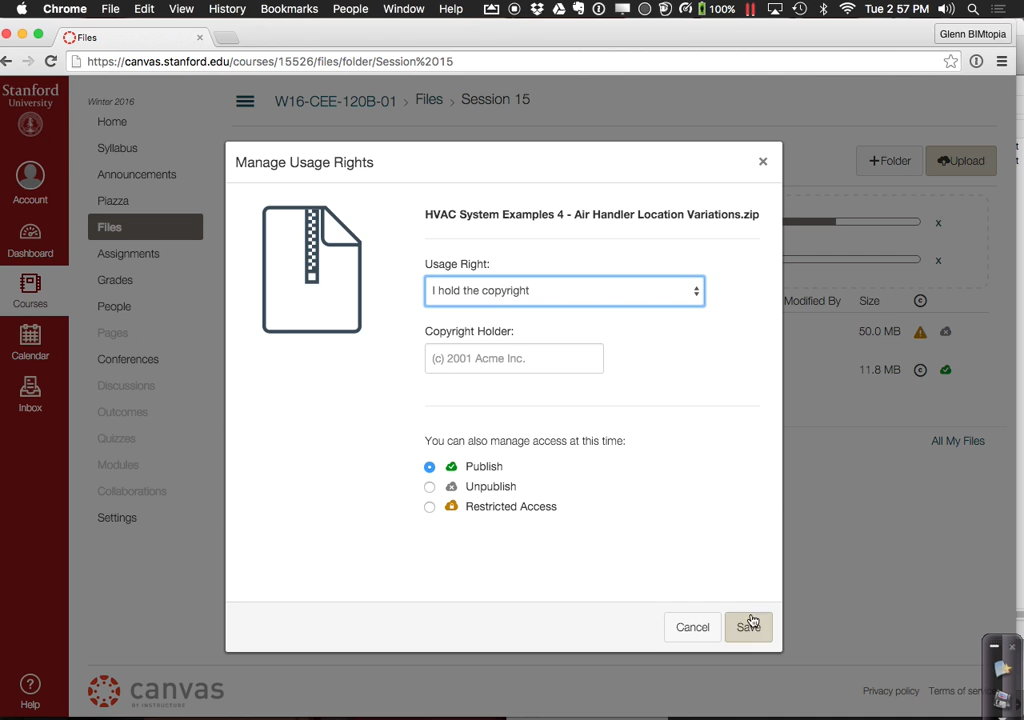 Chrome File Edit View History Bookmarks People Window Help 100% Tue 2 57 PM
Files × Glenn BIMtopia
https://canvas.stanford.edu/courses/15526/files/folder/Session%2015
Stanford
University
Account
Dashboard
Courses
Calendar
Inbox
Help
Winter 2016
Home
Syllabus
Announcements
Piazza
Files
Assignments
Grades
People
Pages
Conferences
Discussions
Outcomes
Quizzes
Modules
Collaborations
Settings
W16-CEE-120B-01 › Files › Session 15
+Folder Upload
x
x
Modified By Size
50.0 MB
11.8 MB
All My Files
Manage Usage Rights ×
HVAC System Examples 4 - Air Handler Location Variations.zip
Usage Right:
I hold the copyright
Copyright Holder:
(c) 2001 Acme Inc.
You can also manage access at this time:
Publish
Unpublish
Restricted Access
Cancel Save
canvas
BY INSTRUCTURE
Privacy policy Terms of